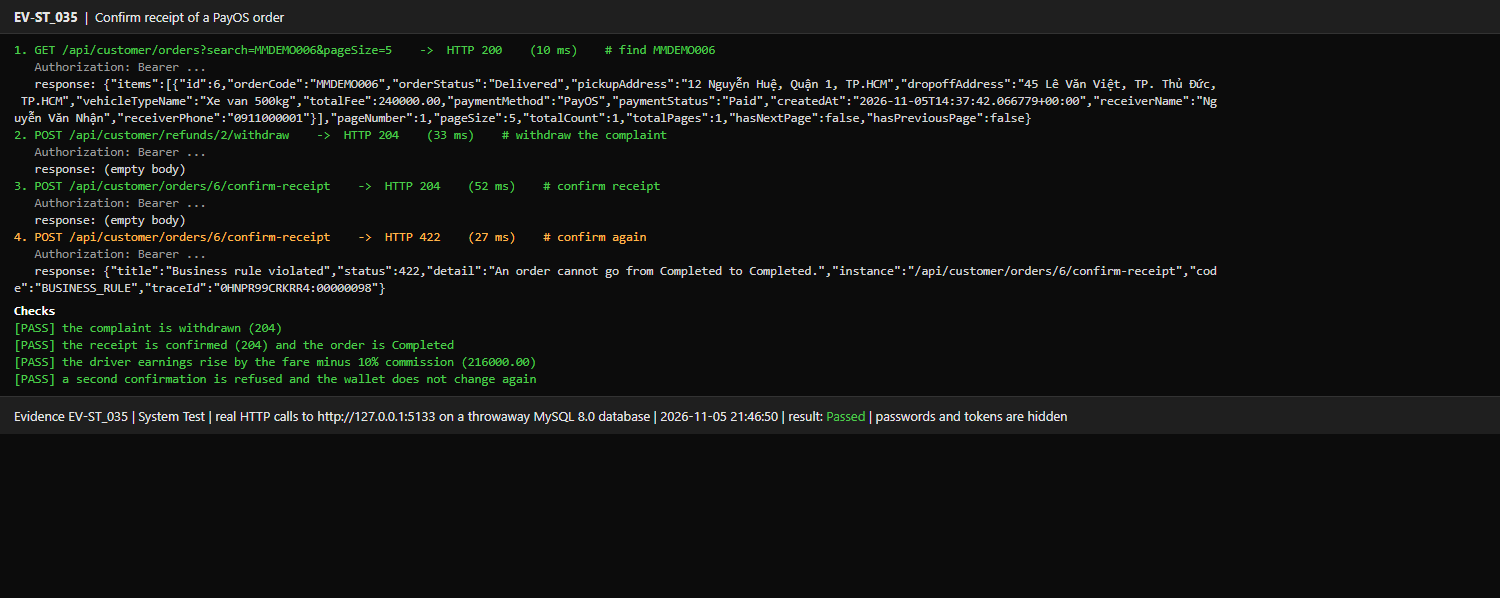 EV-ST_035 | Confirm receipt of a PayOS order
1. GET /api/customer/orders?search=MMDEMO006&pageSize=5 -> HTTP 200 (10 ms) # find MMDEMO006
Authorization: Bearer ...
response: {"items":[{"id":6,"orderCode":"MMDEMO006","orderStatus":"Delivered","pickupAddress":"12 Nguyễn Huệ, Quận 1, TP.HCM","dropoffAddress":"45 Lê Văn Việt, TP. Thủ Đức,
TP.HCM","vehicleTypeName":"Xe van 500kg","totalFee":240000.00,"paymentMethod":"PayOS","paymentStatus":"Paid","createdAt":"2026-11-05T14:37:42.066779+00:00","receiverName":"Ng
uyễn Văn Nhận","receiverPhone":"0911000001"}],"pageNumber":1,"pageSize":5,"totalCount":1,"totalPages":1,"hasNextPage":false,"hasPreviousPage":false}
2. POST /api/customer/refunds/2/withdraw -> HTTP 204 (33 ms) # withdraw the complaint
Authorization: Bearer ...
response: (empty body)
3. POST /api/customer/orders/6/confirm-receipt -> HTTP 204 (52 ms) # confirm receipt
Authorization: Bearer ...
response: (empty body)
4. POST /api/customer/orders/6/confirm-receipt -> HTTP 422 (27 ms) # confirm again
Authorization: Bearer ...
response: {"title":"Business rule violated","status":422,"detail":"An order cannot go from Completed to Completed.","instance":"/api/customer/orders/6/confirm-receipt","cod
e":"BUSINESS_RULE","traceId":"0HNPR99CRKRR4:00000098"}
Checks
[PASS] the complaint is withdrawn (204)
[PASS] the receipt is confirmed (204) and the order is Completed
[PASS] the driver earnings rise by the fare minus 10% commission (216000.00)
[PASS] a second confirmation is refused and the wallet does not change again
Evidence EV-ST_035 | System Test | real HTTP calls to http://127.0.0.1:5133 on a throwaway MySQL 8.0 database | 2026-11-05 21:46:50 | result: Passed | passwords and tokens are hidden